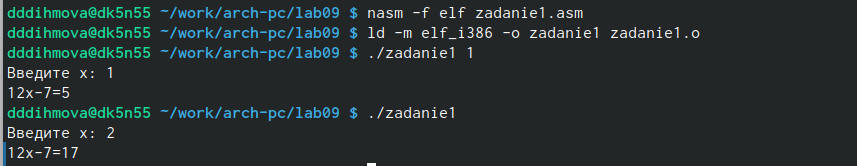 dddihmova@dk5n55 ~/work/arch-pc/lab09 $ nasm -f elf zadanie1.asm
dddihmova@dk5n55 ~/work/arch-pc/lab09 $ ld -m elf_i386 -o zadanie1 zadanie1.o
dddihmova@dk5n55 ~/work/arch-pc/lab09 $ ./zadanie1 1
Введите x: 1
12x-7=5
dddihmova@dk5n55 ~/work/arch-pc/lab09 $ ./zadanie1
Введите x: 2
12x-7=17